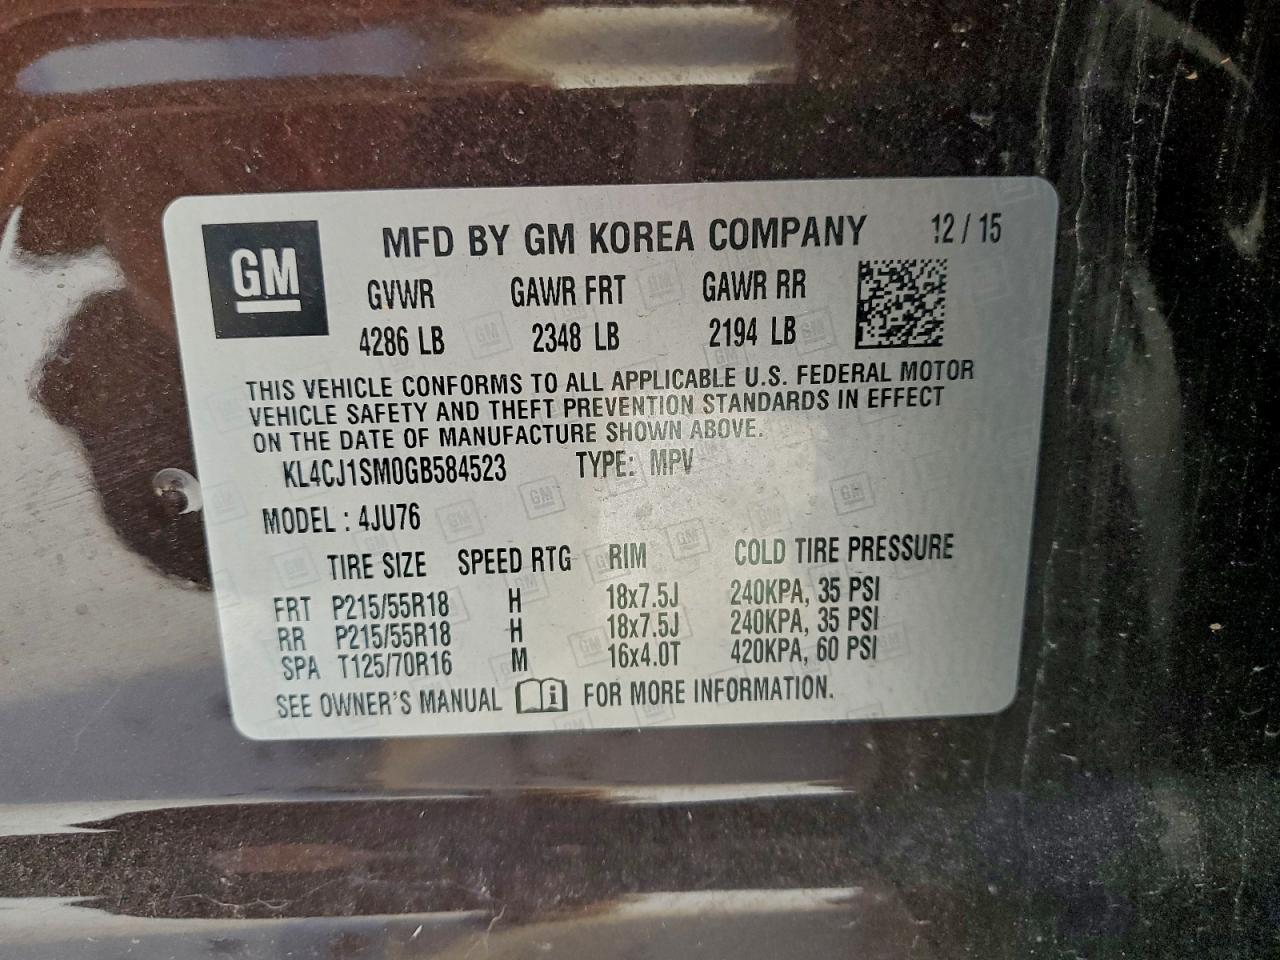 GM
MFD BY GM KOREA COMPANY 12 / 15
GVWR GAWR FRT GAWR RR
4286 LB 2348 LB 2194 LB
THIS VEHICLE CONFORMS TO ALL APPLICABLE U.S. FEDERAL MOTOR
VEHICLE SAFETY AND THEFT PREVENTION STANDARDS IN EFFECT
ON THE DATE OF MANUFACTURE SHOWN ABOVE.
KL4CJ1SM0GB584523 TYPE: MPV
MODEL : 4JU76
TIRE SIZE SPEED RTG RIM COLD TIRE PRESSURE
FRT P215/55R18 H 18x7.5J 240KPA, 35 PSI
RR P215/55R18 H 18x7.5J 240KPA, 35 PSI
SPA T125/70R16 M 16x4.0T 420KPA, 60 PSI
SEE OWNER'S MANUAL FOR MORE INFORMATION.